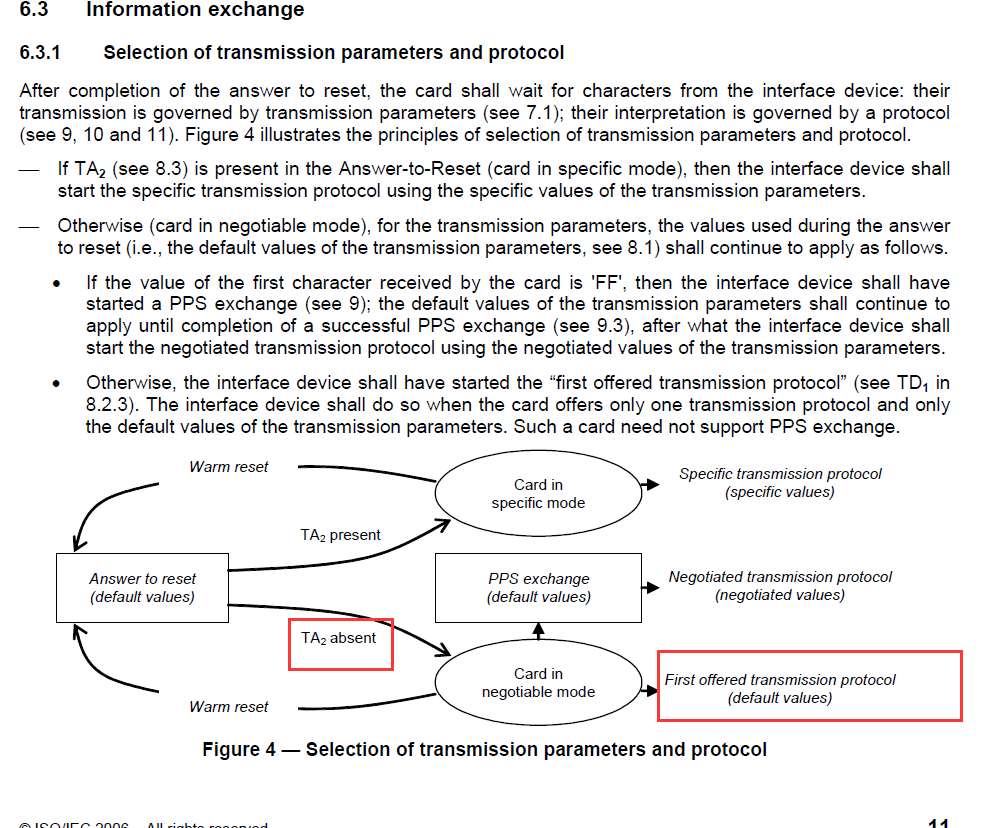 6.3 Information exchange
6.3.1 Selection of transmission parameters and protocol
After completion of the answer to reset, the card shall wait for characters from the interface device: their
transmission is governed by transmission parameters (see 7.1); their interpretation is governed by a protocol
(see 9, 10 and 11). Figure 4 illustrates the principles of selection of transmission parameters and protocol.
— If TA₂ (see 8.3) is present in the Answer-to-Reset (card in specific mode), then the interface device shall
start the specific transmission protocol using the specific values of the transmission parameters.
— Otherwise (card in negotiable mode), for the transmission parameters, the values used during the answer
to reset (i.e., the default values of the transmission parameters, see 8.1) shall continue to apply as follows.
• If the value of the first character received by the card is 'FF', then the interface device shall have
started a PPS exchange (see 9); the default values of the transmission parameters shall continue to
apply until completion of a successful PPS exchange (see 9.3), after what the interface device shall
start the negotiated transmission protocol using the negotiated values of the transmission parameters.
• Otherwise, the interface device shall have started the “first offered transmission protocol” (see TD₁ in
8.2.3). The interface device shall do so when the card offers only one transmission protocol and only
the default values of the transmission parameters. Such a card need not support PPS exchange.
Warm reset
Card in
specific mode
Specific transmission protocol
(specific values)
TA₂ present
Answer to reset
(default values)
PPS exchange
(default values)
Negotiated transmission protocol
(negotiated values)
TA₂ absent
Card in
negotiable mode
First offered transmission protocol
(default values)
Warm reset
Figure 4 — Selection of transmission parameters and protocol
© ISO/IEC 2006 – All rights reserved
11